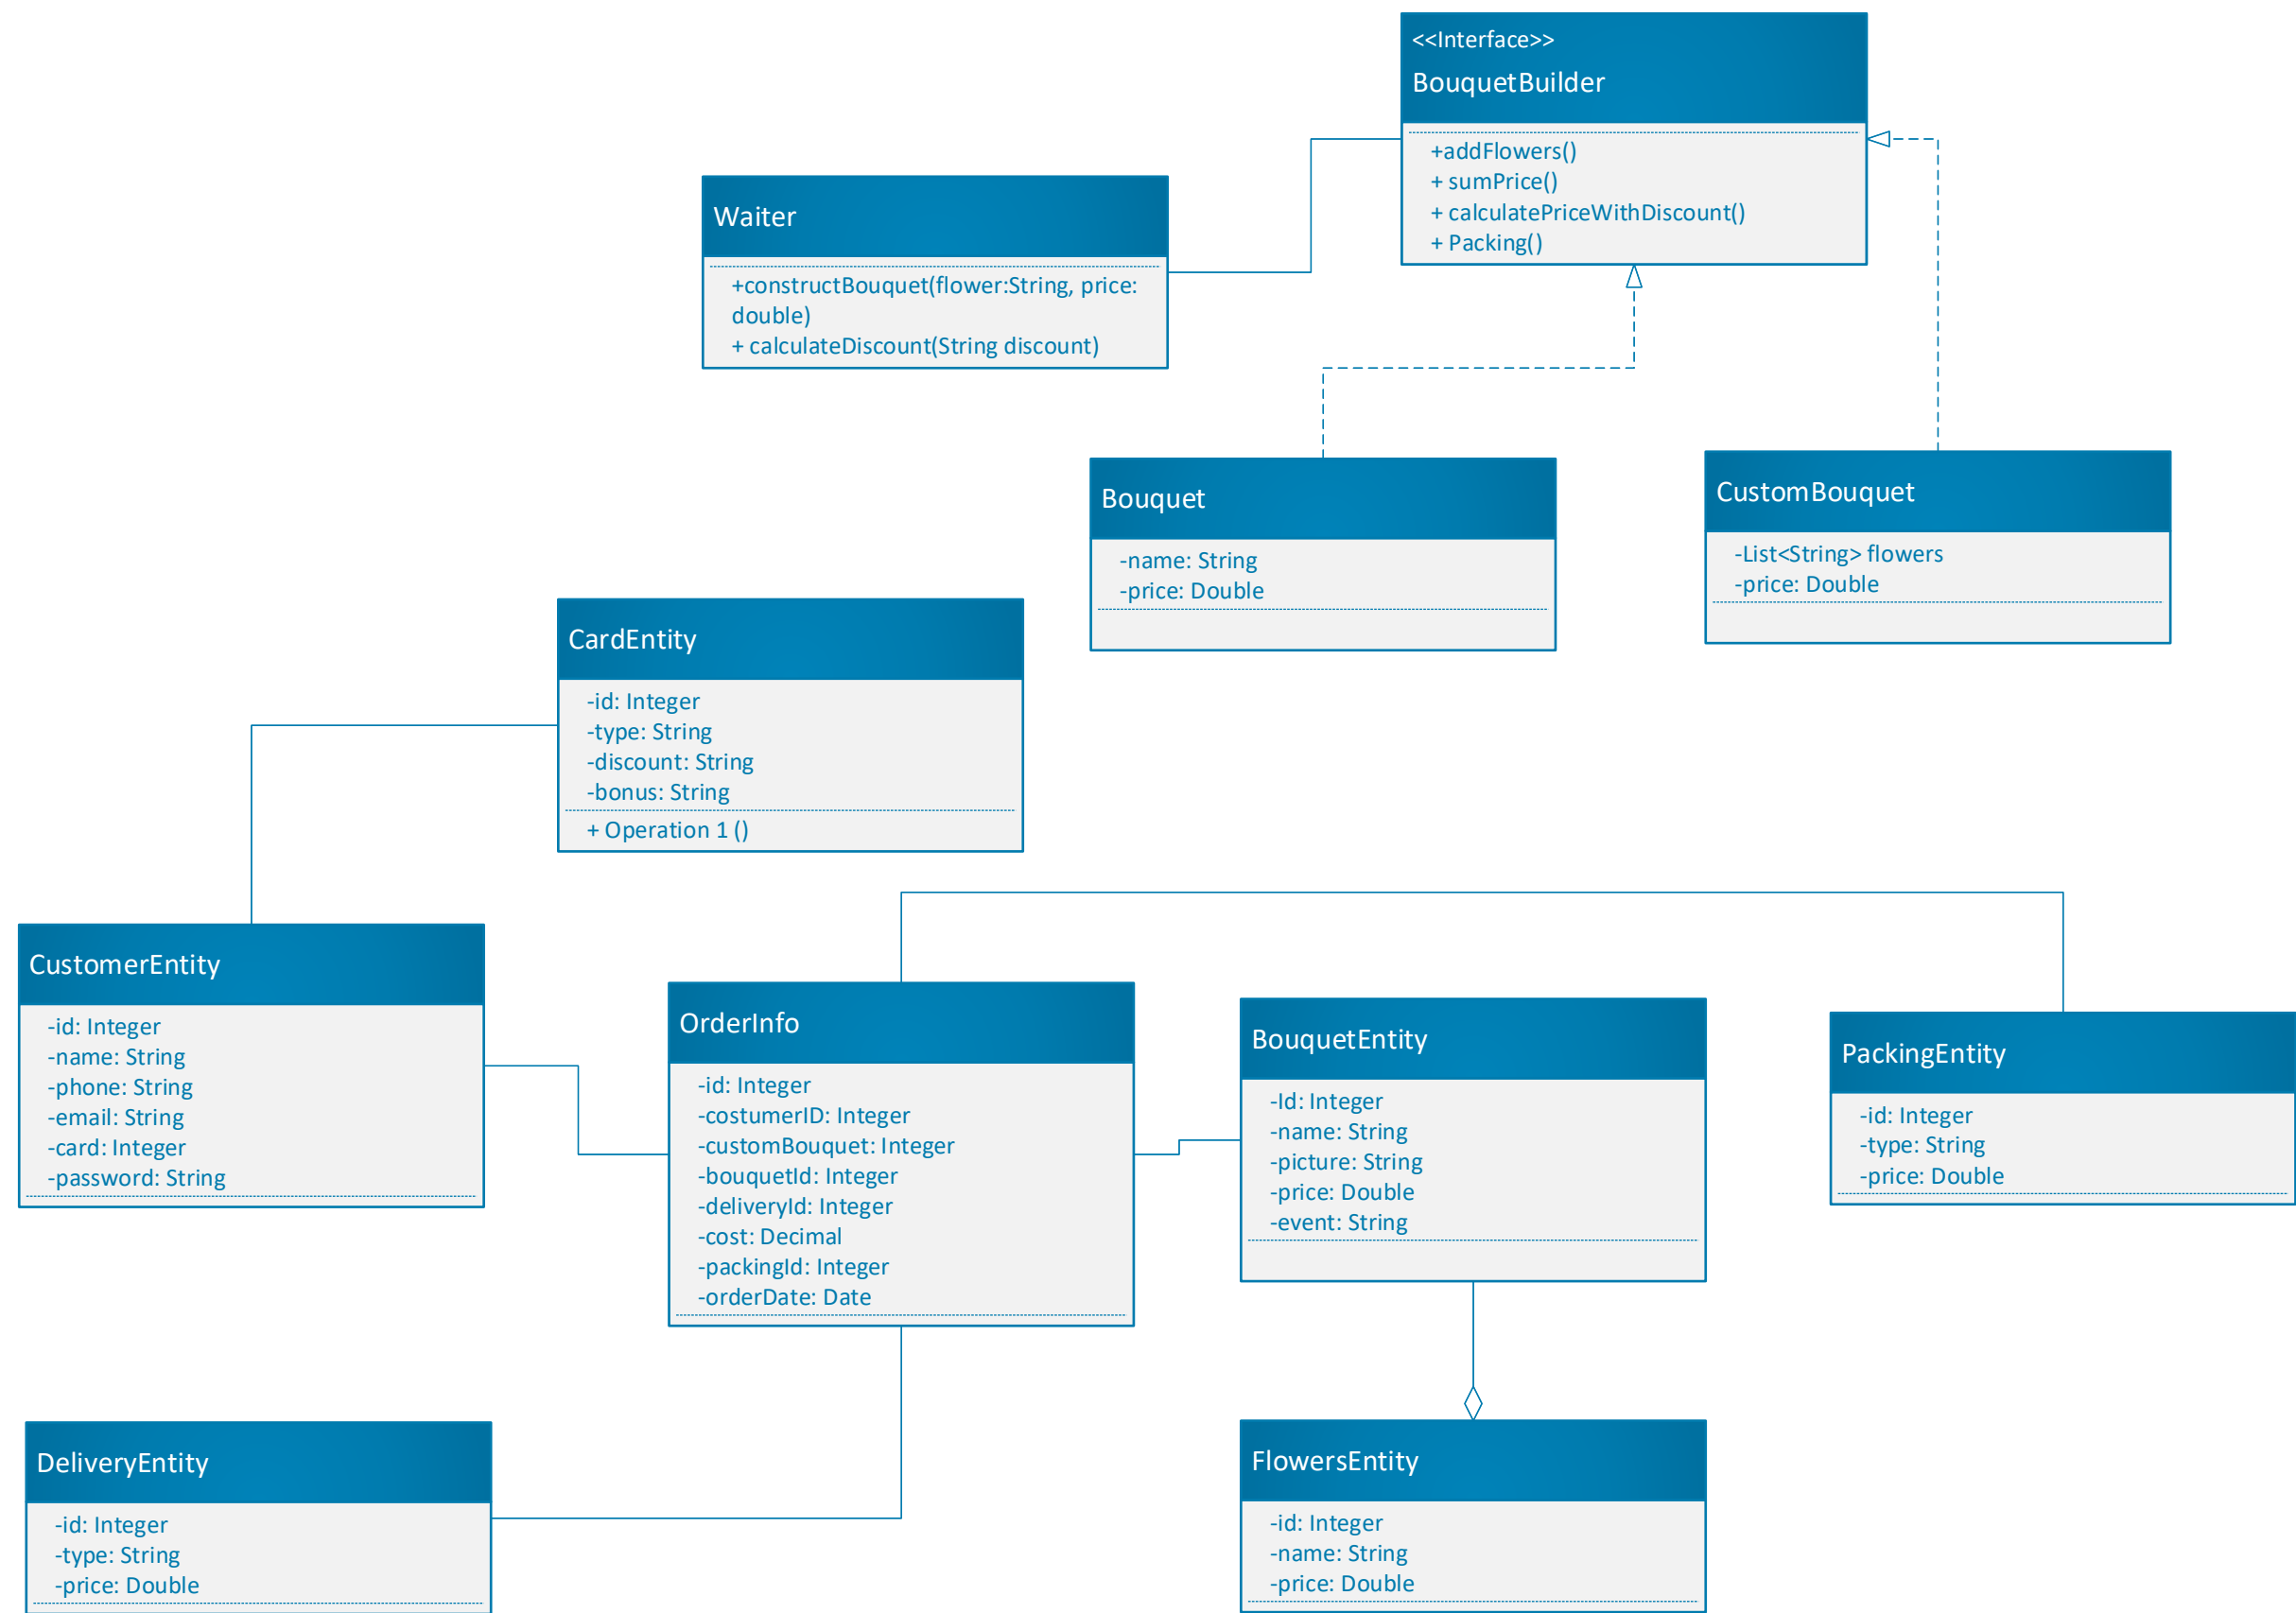 <<Interface>>
BouquetBuilder
+addFlowers()
+ sumPrice()
+ calculatePriceWithDiscount()
+ Packing()
Waiter
+constructBouquet(flower:String, price:
double)
+ calculateDiscount(String discount)
Bouquet
-name: String
-price: Double
CustomBouquet
-List<String> flowers
-price: Double
CardEntity
-id: Integer
-type: String
-discount: String
-bonus: String
+ Operation 1 ()
CustomerEntity
-id: Integer
-name: String
-phone: String
-email: String
-card: Integer
-password: String
OrderInfo
-id: Integer
-costumerID: Integer
-customBouquet: Integer
-bouquetId: Integer
-deliveryId: Integer
-cost: Decimal
-packingId: Integer
-orderDate: Date
BouquetEntity
-Id: Integer
-name: String
-picture: String
-price: Double
-event: String
PackingEntity
-id: Integer
-type: String
-price: Double
DeliveryEntity
-id: Integer
-type: String
-price: Double
FlowersEntity
-id: Integer
-name: String
-price: Double